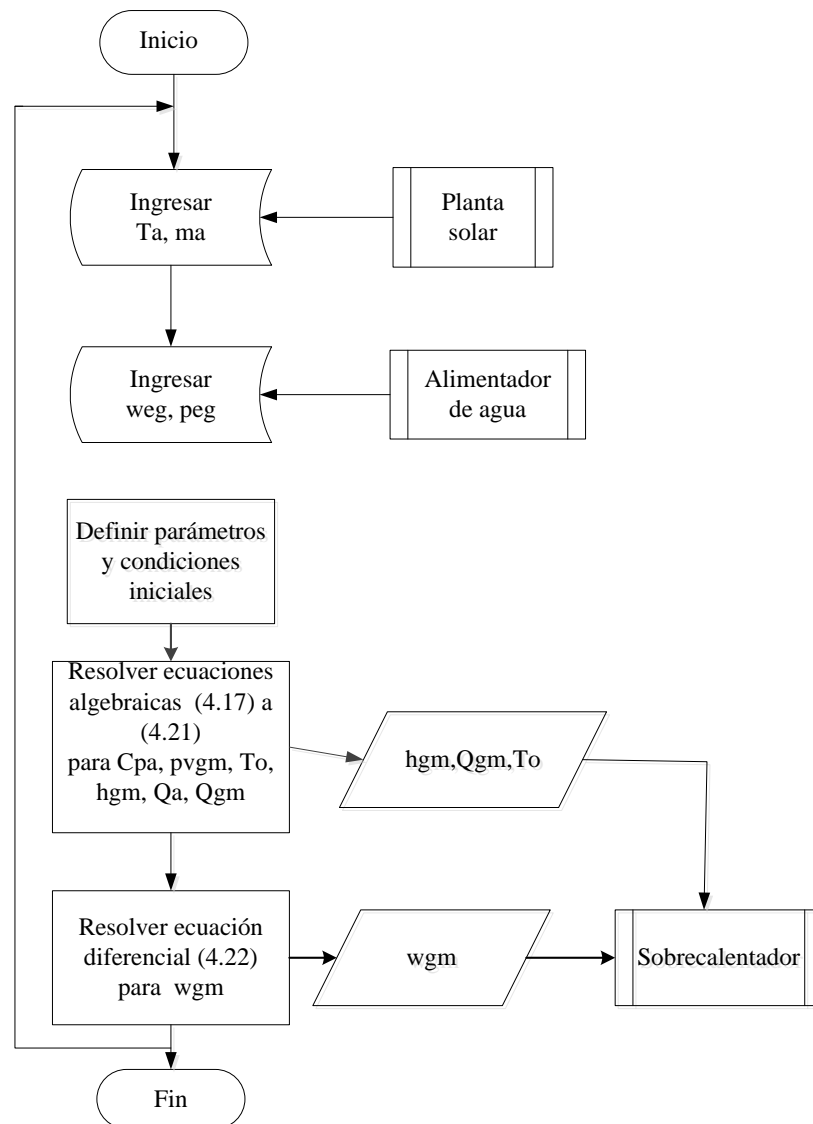 Inicio
Ingresar
Ta, ma
Planta
solar
Ingresar
weg, peg
Alimentador
de agua
Definir parámetros
y condiciones
iniciales
Resolver ecuaciones
algebraicas (4.17) a
(4.21)
para Cpa, pvgm, To,
hgm, Qa, Qgm
hgm,Qgm,To
Resolver ecuación
diferencial (4.22)
para wgm
wgm
Sobrecalentador
Fin